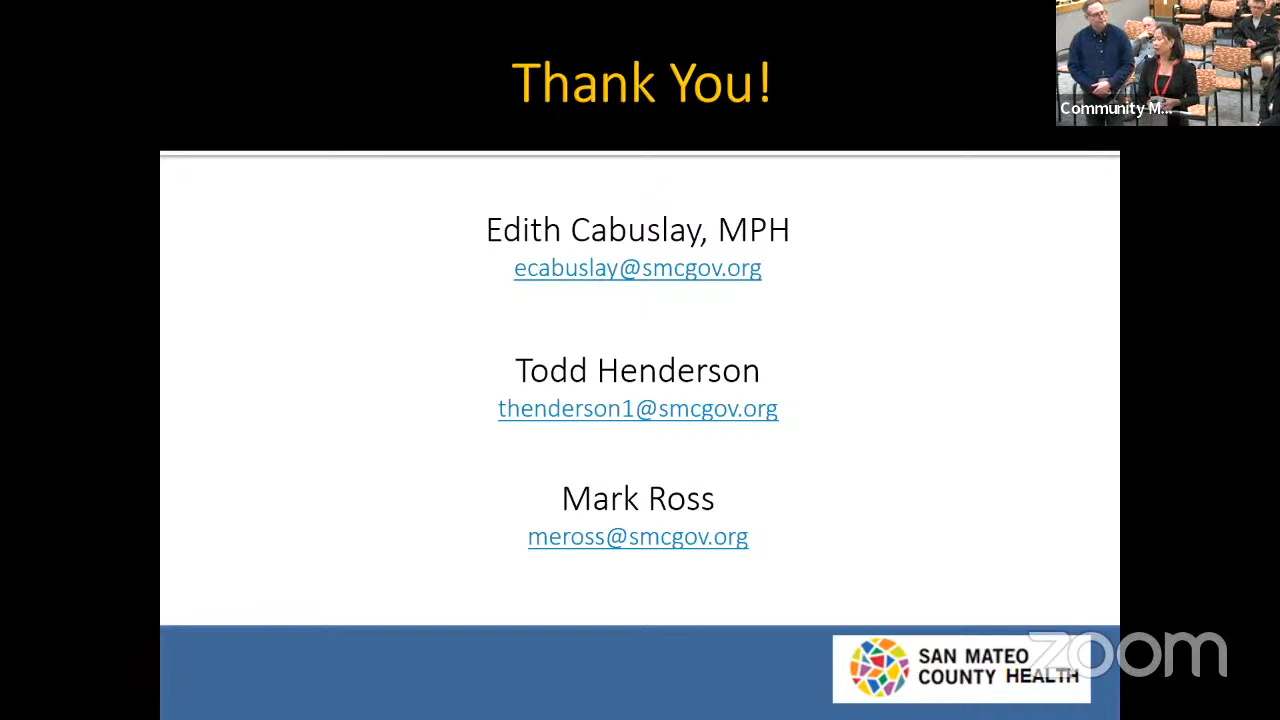 Thank You!
Community M...
Edith Cabuslay, MPH
ecabuslay@smcgov.org
Todd Henderson
thenderson1@smcgov.org
Mark Ross
meross@smcgov.org
SAN MATEO
COUNTY HEALTH
zoom